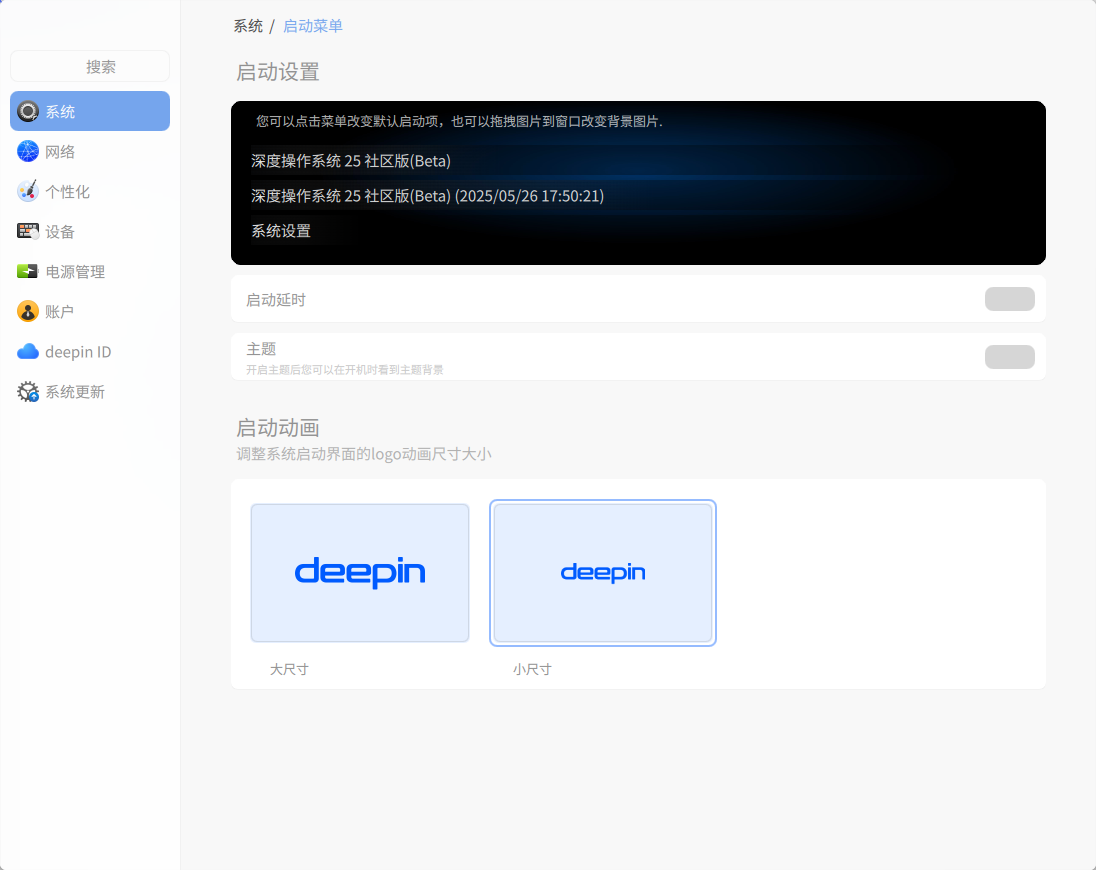 搜索
系统
网络
个性化
设备
电源管理
账户
deepin ID
系统更新
系统 / 启动菜单
启动设置
您可以点击菜单改变默认启动项，也可以拖拽图片到窗口改变背景图片.
深度操作系统 25 社区版(Beta)
深度操作系统 25 社区版(Beta) (2025/05/26 17:50:21)
系统设置
启动延时
主题
开启主题后您可以在开机时看到主题背景
启动动画
调整系统启动界面的logo动画尺寸大小
deepin
deepin
大尺寸
小尺寸